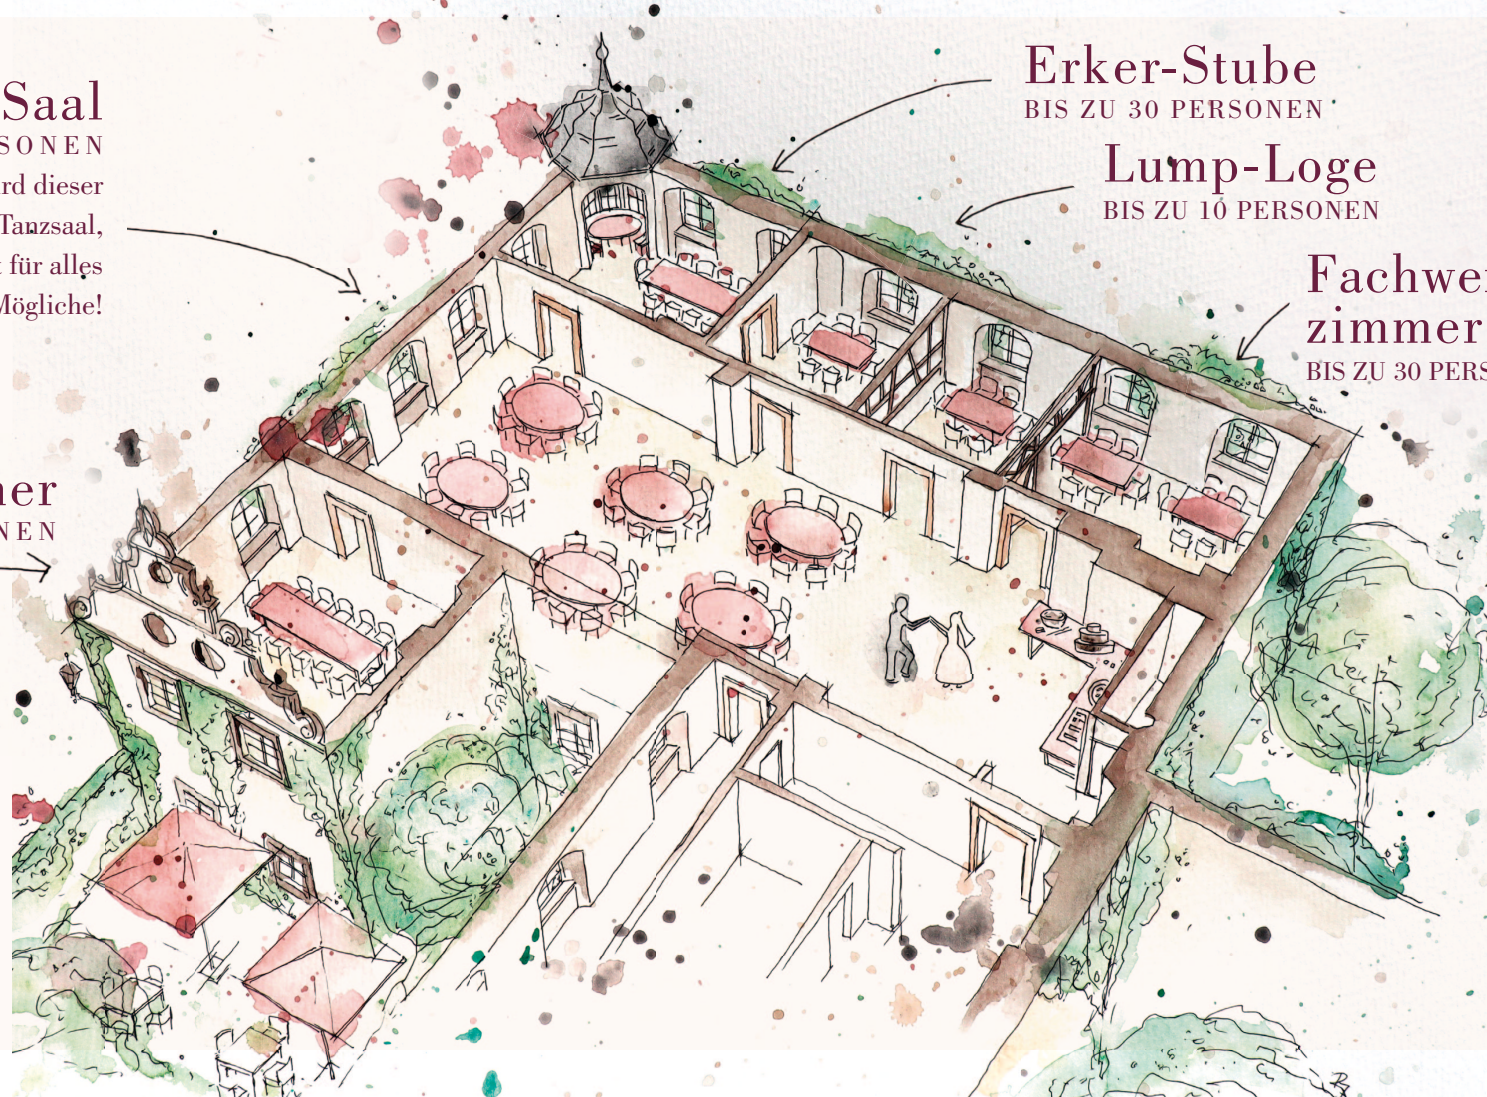 Saal
SONEN
rd dieser
Tanzsaal,
t für alles
Mögliche!
ner
NEN
Erker-Stube
BIS ZU 30 PERSONEN
Lump-Loge
BIS ZU 10 PERSONEN
Fachwer
zimmer
BIS ZU 30 PERS